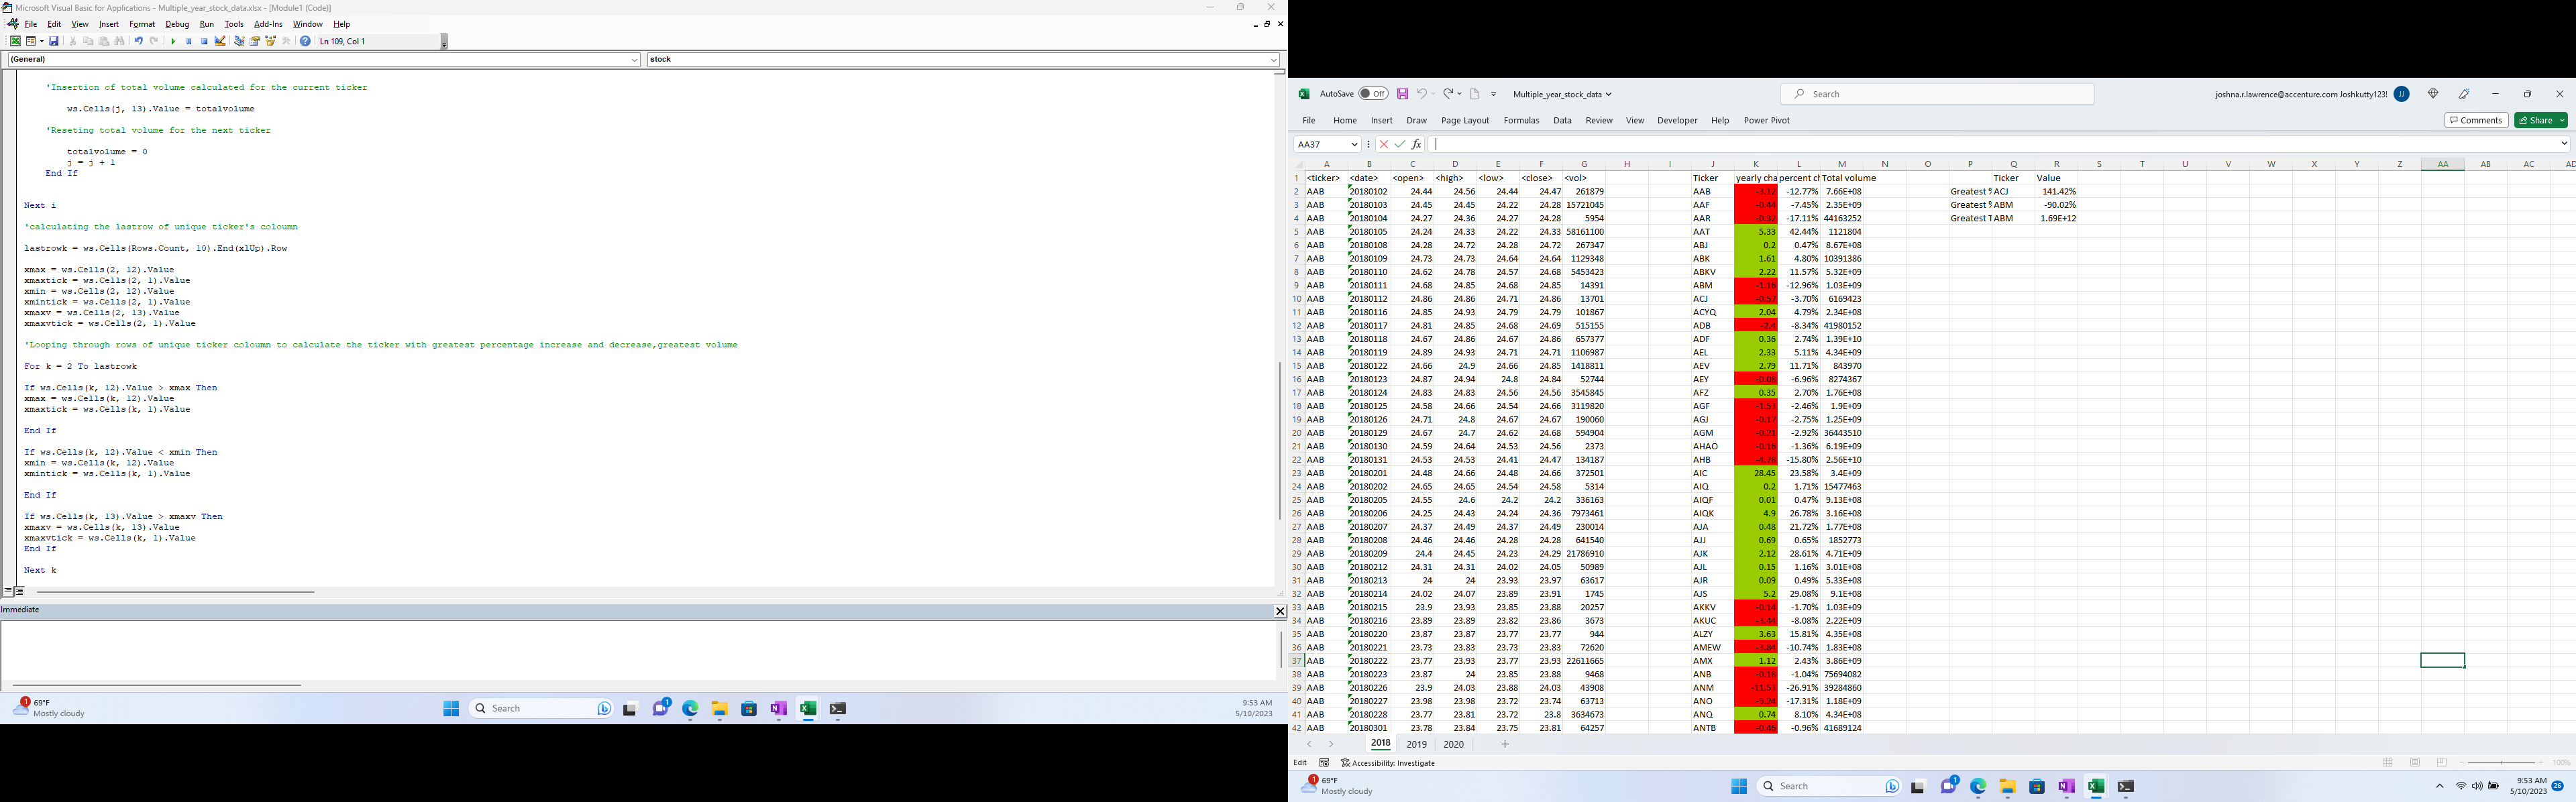 Microsoft Visual Basic for Applications - Multiple_year_stock_data.xlsx - [Module1 (Code)]
File Edit View Insert Format Debug Run Tools Add-Ins Window Help
Ln 109, Col 1
(General) stock
'Insertion of total volume calculated for the current ticker
ws.Cells(j, 13).Value = totalvolume
'Reseting total volume for the next ticker
totalvolume = 0
j = j + 1
End If
Next i
'calculating the lastrow of unique ticker's coloumn
lastrowk = ws.Cells(Rows.Count, 10).End(xlUp).Row
xmax = ws.Cells(2, 12).Value
xmaxtick = ws.Cells(2, 1).Value
xmin = ws.Cells(2, 12).Value
xmintick = ws.Cells(2, 1).Value
xmaxv = ws.Cells(2, 13).Value
xmaxvtick = ws.Cells(2, 1).Value
'Looping through rows of unique ticker coloumn to calculate the ticker with greatest percentage increase and decrease,greatest volume
For k = 2 To lastrowk
If ws.Cells(k, 12).Value > xmax Then
xmax = ws.Cells(k, 12).Value
xmaxtick = ws.Cells(k, 1).Value
End If
If ws.Cells(k, 12).Value < xmin Then
xmin = ws.Cells(k, 12).Value
xmintick = ws.Cells(k, 1).Value
End If
If ws.Cells(k, 13).Value > xmaxv Then
xmaxv = ws.Cells(k, 13).Value
xmaxvtick = ws.Cells(k, 1).Value
End If
Next k
Immediate
1 69°F
Mostly cloudy
Search
1
9:53 AM
5/10/2023
AutoSave Off Multiple_year_stock_data Search joshna.r.lawrence@accenture.com Joshkutty123! JJ
File Home Insert Draw Page Layout Formulas Data Review View Developer Help Power Pivot Comments Share
AA37 fx
A B C D E F G H I J K L M N O P Q R S T U V W X Y Z AA AB AC AD
1 <ticker> <date> <open> <high> <low> <close> <vol> Ticker yearly cha percent ch Total volume Ticker Value
2 AAB 20180102 24.44 24.56 24.44 24.47 261879 AAB -3.12 -12.77% 7.66E+08 Greatest % ACJ 141.42%
3 AAB 20180103 24.45 24.45 24.22 24.28 15721045 AAF -0.44 -7.45% 2.35E+09 Greatest % ABM -90.02%
4 AAB 20180104 24.27 24.36 24.27 24.28 5954 AAR -0.32 -17.11% 44163252 Greatest T ABM 1.69E+12
5 AAB 20180105 24.24 24.33 24.22 24.33 58161100 AAT 5.33 42.44% 1121804
6 AAB 20180108 24.28 24.72 24.28 24.72 267347 ABJ 0.2 0.47% 8.67E+08
7 AAB 20180109 24.73 24.73 24.64 24.64 1129348 ABK 1.61 4.80% 10391386
8 AAB 20180110 24.62 24.78 24.57 24.68 5453423 ABKV 2.22 11.57% 5.32E+09
9 AAB 20180111 24.68 24.85 24.68 24.85 14391 ABM -1.16 -12.96% 1.03E+09
10 AAB 20180112 24.86 24.86 24.71 24.86 13701 ACJ -0.57 -3.70% 6169423
11 AAB 20180116 24.85 24.93 24.79 24.79 101867 ACYQ 2.04 4.79% 2.34E+08
12 AAB 20180117 24.81 24.85 24.68 24.69 515155 ADB -2.4 -8.34% 41980152
13 AAB 20180118 24.67 24.86 24.67 24.86 657377 ADF 0.36 2.74% 1.39E+10
14 AAB 20180119 24.89 24.93 24.71 24.71 1106987 AEL 2.33 5.11% 4.34E+09
15 AAB 20180122 24.66 24.9 24.66 24.85 1418811 AEV 2.79 11.71% 843970
16 AAB 20180123 24.87 24.94 24.8 24.84 52744 AEY -0.08 -6.96% 8274367
17 AAB 20180124 24.83 24.83 24.56 24.56 3545845 AFZ 0.35 2.70% 1.76E+08
18 AAB 20180125 24.58 24.66 24.54 24.66 3119820 AGF -1.53 -2.46% 1.9E+09
19 AAB 20180126 24.71 24.8 24.67 24.67 190060 AGJ -0.17 -2.75% 1.25E+09
20 AAB 20180129 24.67 24.7 24.62 24.68 594904 AGM -0.21 -2.92% 36443510
21 AAB 20180130 24.59 24.64 24.53 24.56 2373 AHAO -0.16 -1.36% 6.19E+09
22 AAB 20180131 24.53 24.53 24.41 24.47 134187 AHB -4.78 -15.80% 2.56E+10
23 AAB 20180201 24.48 24.66 24.48 24.66 372501 AIC 28.45 23.58% 3.4E+09
24 AAB 20180202 24.65 24.65 24.54 24.58 5314 AIQ 0.2 1.71% 15477463
25 AAB 20180205 24.55 24.6 24.2 24.2 336163 AIQF 0.01 0.47% 9.13E+08
26 AAB 20180206 24.25 24.43 24.24 24.36 7973461 AIQK 4.9 26.78% 3.16E+08
27 AAB 20180207 24.37 24.49 24.37 24.49 230014 AJA 0.48 21.72% 1.77E+08
28 AAB 20180208 24.46 24.46 24.28 24.28 641540 AJJ 0.69 0.65% 1852773
29 AAB 20180209 24.4 24.45 24.23 24.29 21786910 AJK 2.12 28.61% 4.71E+09
30 AAB 20180212 24.31 24.31 24.02 24.05 50989 AJL 0.15 1.16% 3.01E+08
31 AAB 20180213 24 24 23.93 23.97 63617 AJR 0.09 0.49% 5.33E+08
32 AAB 20180214 24.02 24.07 23.89 23.91 1745 AJS 5.2 29.08% 9.1E+08
33 AAB 20180215 23.9 23.93 23.85 23.88 20257 AKKV -0.14 -1.70% 1.03E+09
34 AAB 20180216 23.89 23.89 23.82 23.86 3673 AKUC -3.44 -8.08% 2.22E+09
35 AAB 20180220 23.87 23.87 23.77 23.77 944 ALZY 3.63 15.81% 4.35E+08
36 AAB 20180221 23.73 23.83 23.73 23.83 72620 AMEW -3.84 -10.74% 1.83E+08
37 AAB 20180222 23.77 23.93 23.77 23.93 22611665 AMX 1.12 2.43% 3.86E+09
38 AAB 20180223 23.87 24 23.85 23.88 9468 ANB -0.18 -1.04% 75694082
39 AAB 20180226 23.9 24.03 23.88 24.03 43908 ANM -11.53 -26.91% 39284860
40 AAB 20180227 23.98 23.98 23.72 23.74 63713 ANO -9.24 -17.31% 1.18E+09
41 AAB 20180228 23.77 23.81 23.72 23.8 3634673 ANQ 0.74 8.10% 4.34E+08
42 AAB 20180301 23.78 23.84 23.75 23.81 64257 ANTB -0.46 -0.96% 41689124
2018 2019 2020
Edit Accessibility: Investigate 100%
1 69°F
Mostly cloudy
Search
1
9:53 AM
5/10/2023
26